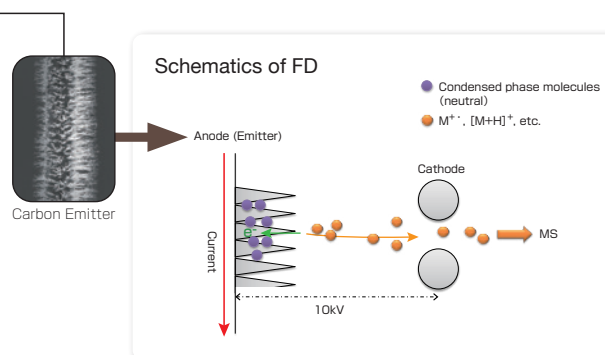 Schematics of FD
Condensed phase molecules
(neutral)
M⁺˙, [M+H]⁺, etc.
Anode (Emitter)
Cathode
Carbon Emitter
e⁻
Current
MS
10kV